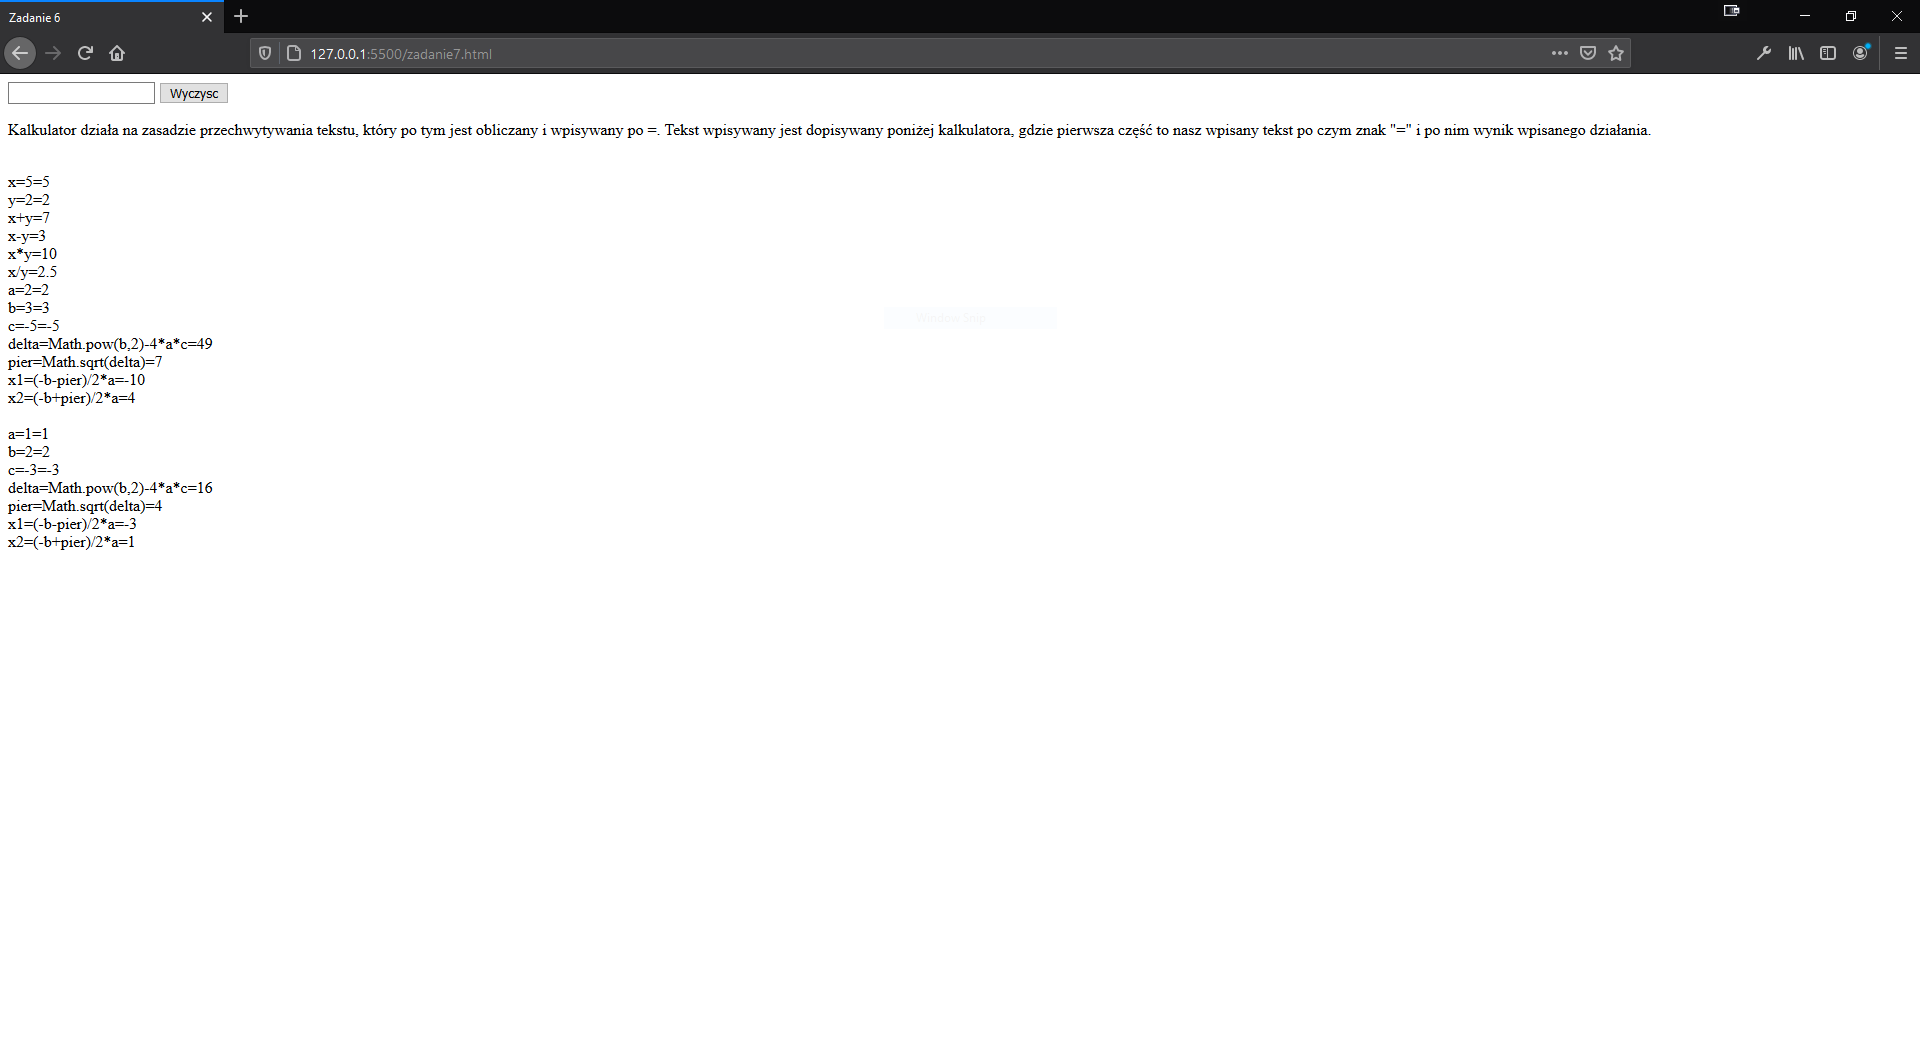 Zadanie 6
127.0.0.1:5500/zadanie7.html
Wyczysc
Kalkulator działa na zasadzie przechwytywania tekstu, który po tym jest obliczany i wpisywany po =. Tekst wpisywany jest dopisywany poniżej kalkulatora, gdzie pierwsza część to nasz wpisany tekst po czym znak "=" i po nim wynik wpisanego działania.
x=5=5
y=2=2
x+y=7
x-y=3
x*y=10
x/y=2.5
a=2=2
b=3=3
c=-5=-5
delta=Math.pow(b,2)-4*a*c=49
pier=Math.sqrt(delta)=7
x1=(-b-pier)/2*a=-10
x2=(-b+pier)/2*a=4
a=1=1
b=2=2
c=-3=-3
delta=Math.pow(b,2)-4*a*c=16
pier=Math.sqrt(delta)=4
x1=(-b-pier)/2*a=-3
x2=(-b+pier)/2*a=1